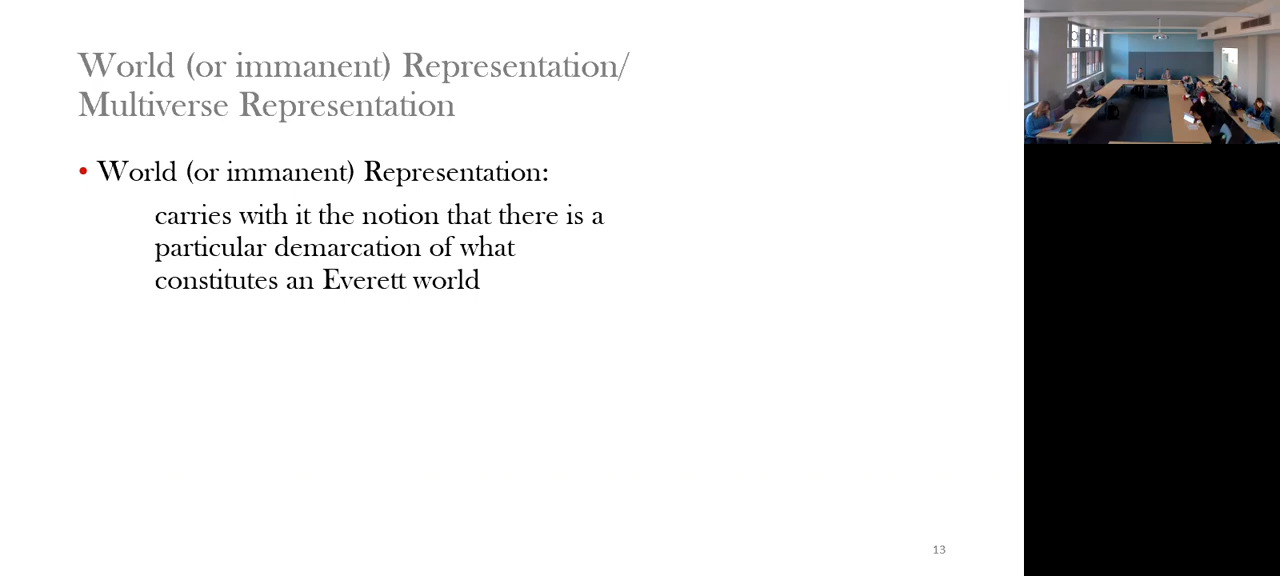 World (or immanent) Representation/
Multiverse Representation
• World (or immanent) Representation:
carries with it the notion that there is a
particular demarcation of what
constitutes an Everett world
13